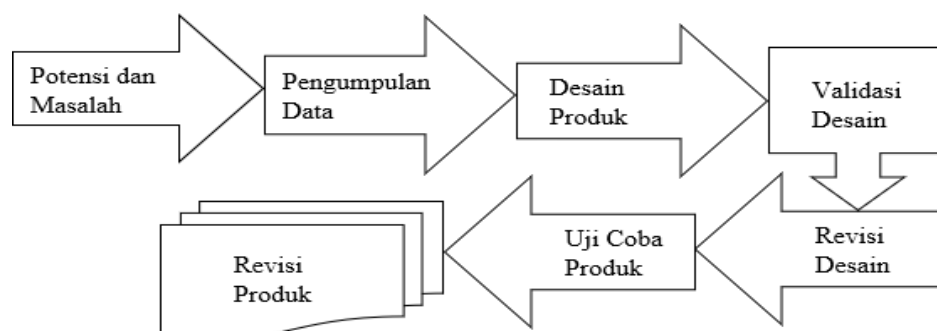 Potensi dan
Masalah
Pengumpulan
Data
Desain
Produk
Validasi
Desain
Revisi
Desain
Uji Coba
Produk
Revisi
Produk